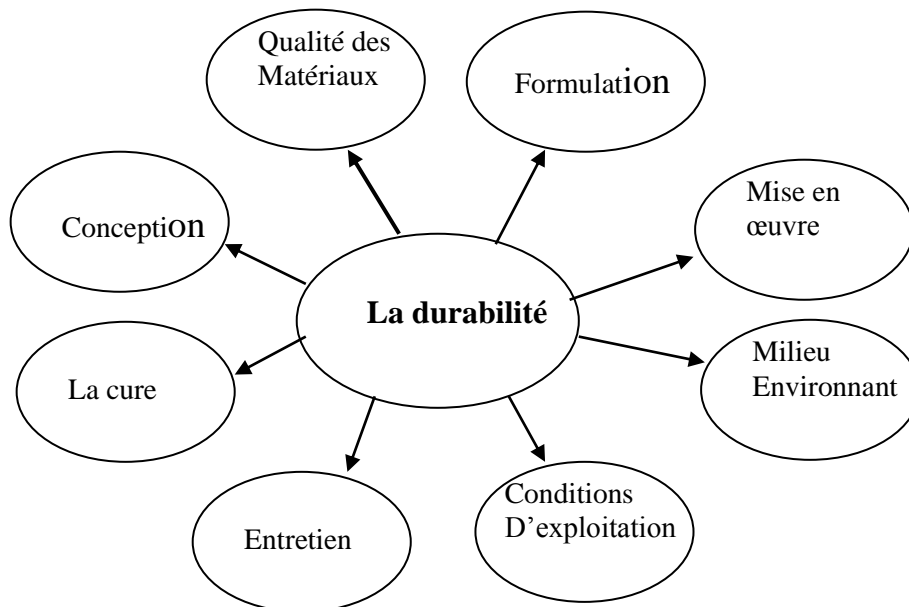 Qualité des
Matériaux
Formulation
Mise en
œuvre
Conception
La durabilité
Milieu
Environnant
La cure
Conditions
D’exploitation
Entretien